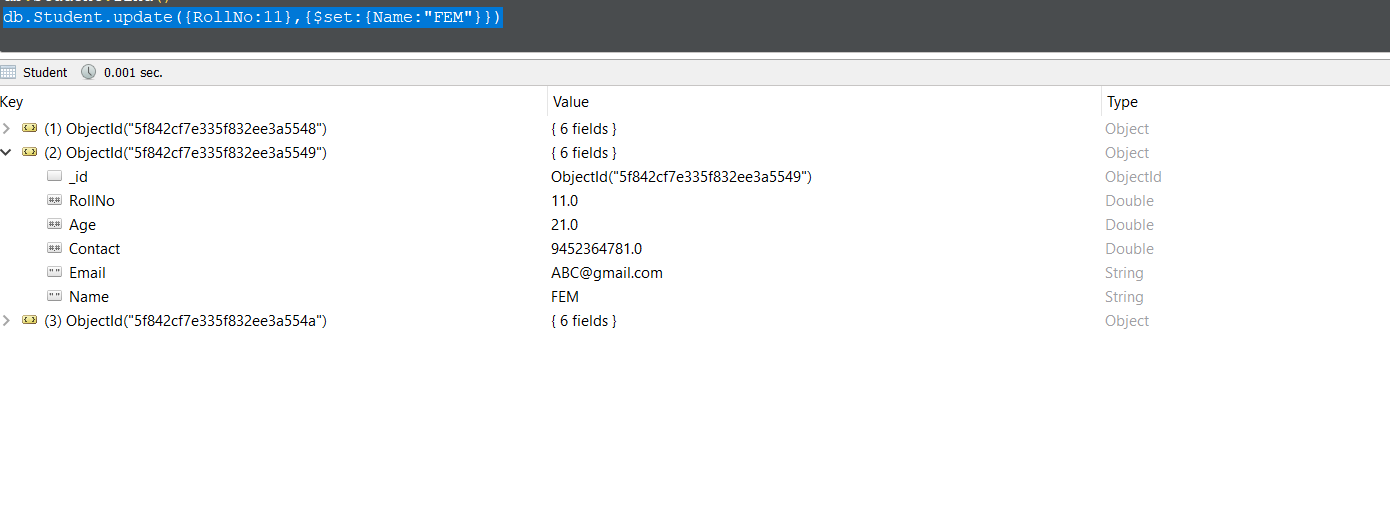 db.Student.update({RollNo:11},{$set:{Name:"FEM"}})
Student 0.001 sec.
Key Value Type
(1) ObjectId("5f842cf7e335f832ee3a5548") { 6 fields } Object
(2) ObjectId("5f842cf7e335f832ee3a5549") { 6 fields } Object
_id ObjectId("5f842cf7e335f832ee3a5549") ObjectId
RollNo 11.0 Double
Age 21.0 Double
Contact 9452364781.0 Double
Email ABC@gmail.com String
Name FEM String
(3) ObjectId("5f842cf7e335f832ee3a554a") { 6 fields } Object